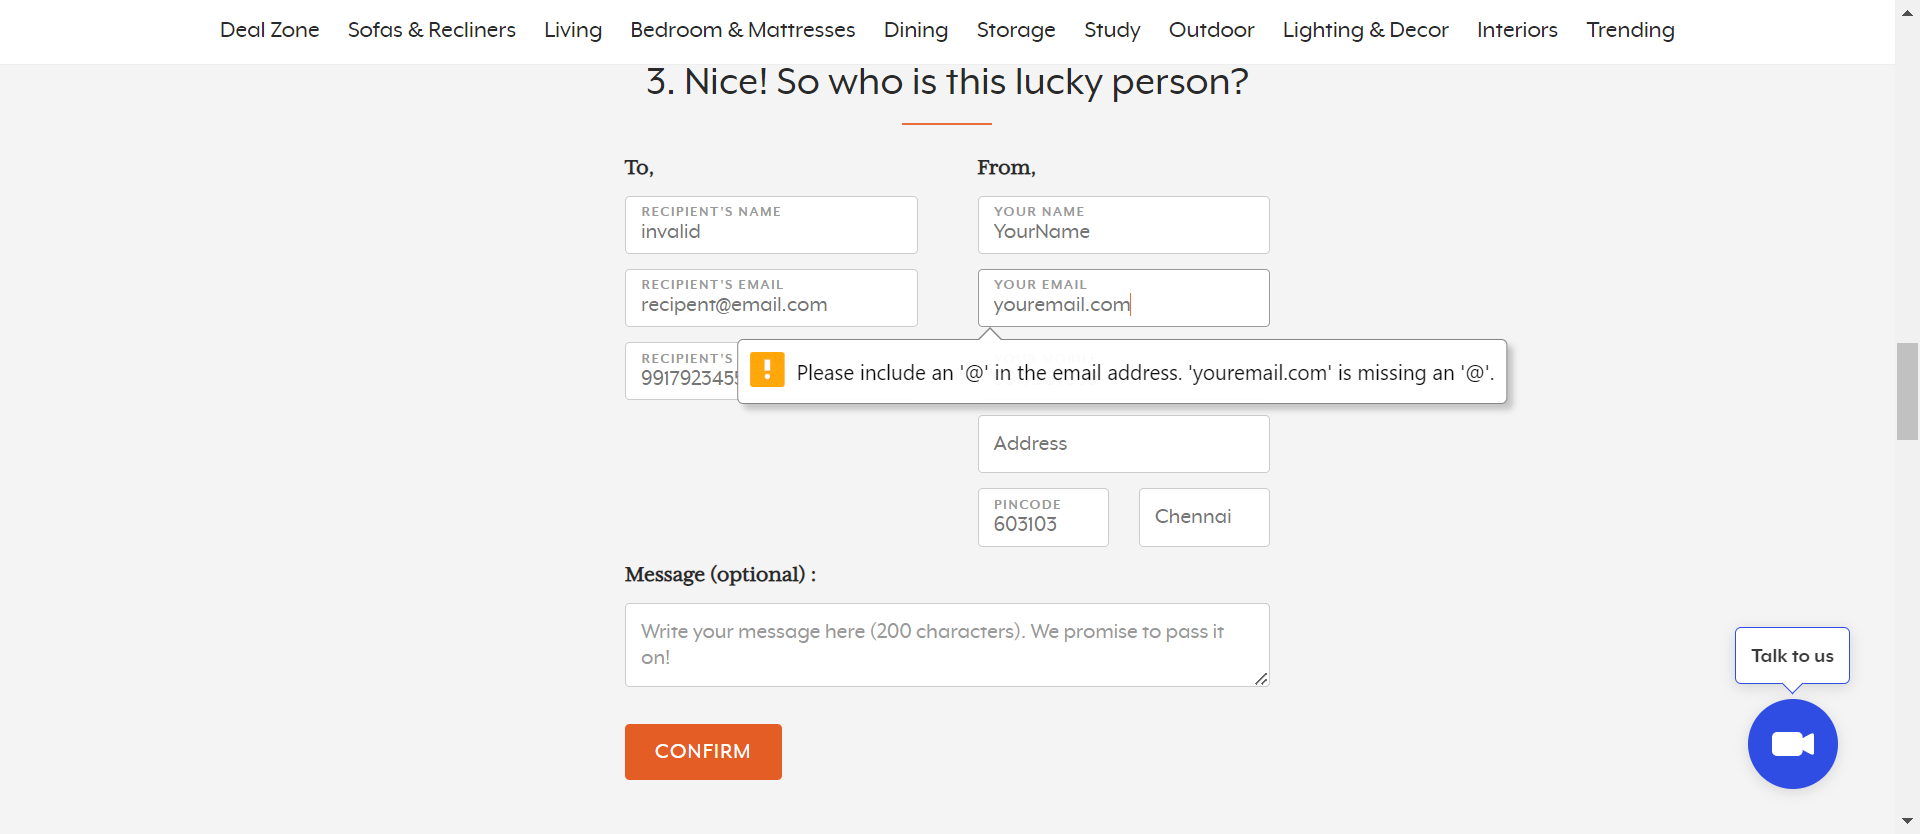 Deal Zone Sofas & Recliners Living Bedroom & Mattresses Dining Storage Study Outdoor Lighting & Decor Interiors Trending
3. Nice! So who is this lucky person?
To,
RECIPIENT'S NAME
invalid
RECIPIENT'S EMAIL
recipent@email.com
RECIPIENT'S
9917923455
From,
YOUR NAME
YourName
YOUR EMAIL
youremail.com
Please include an '@' in the email address. 'youremail.com' is missing an '@'.
Address
PINCODE
603103
Chennai
Message (optional) :
Write your message here (200 characters). We promise to pass it
on!
CONFIRM
Talk to us